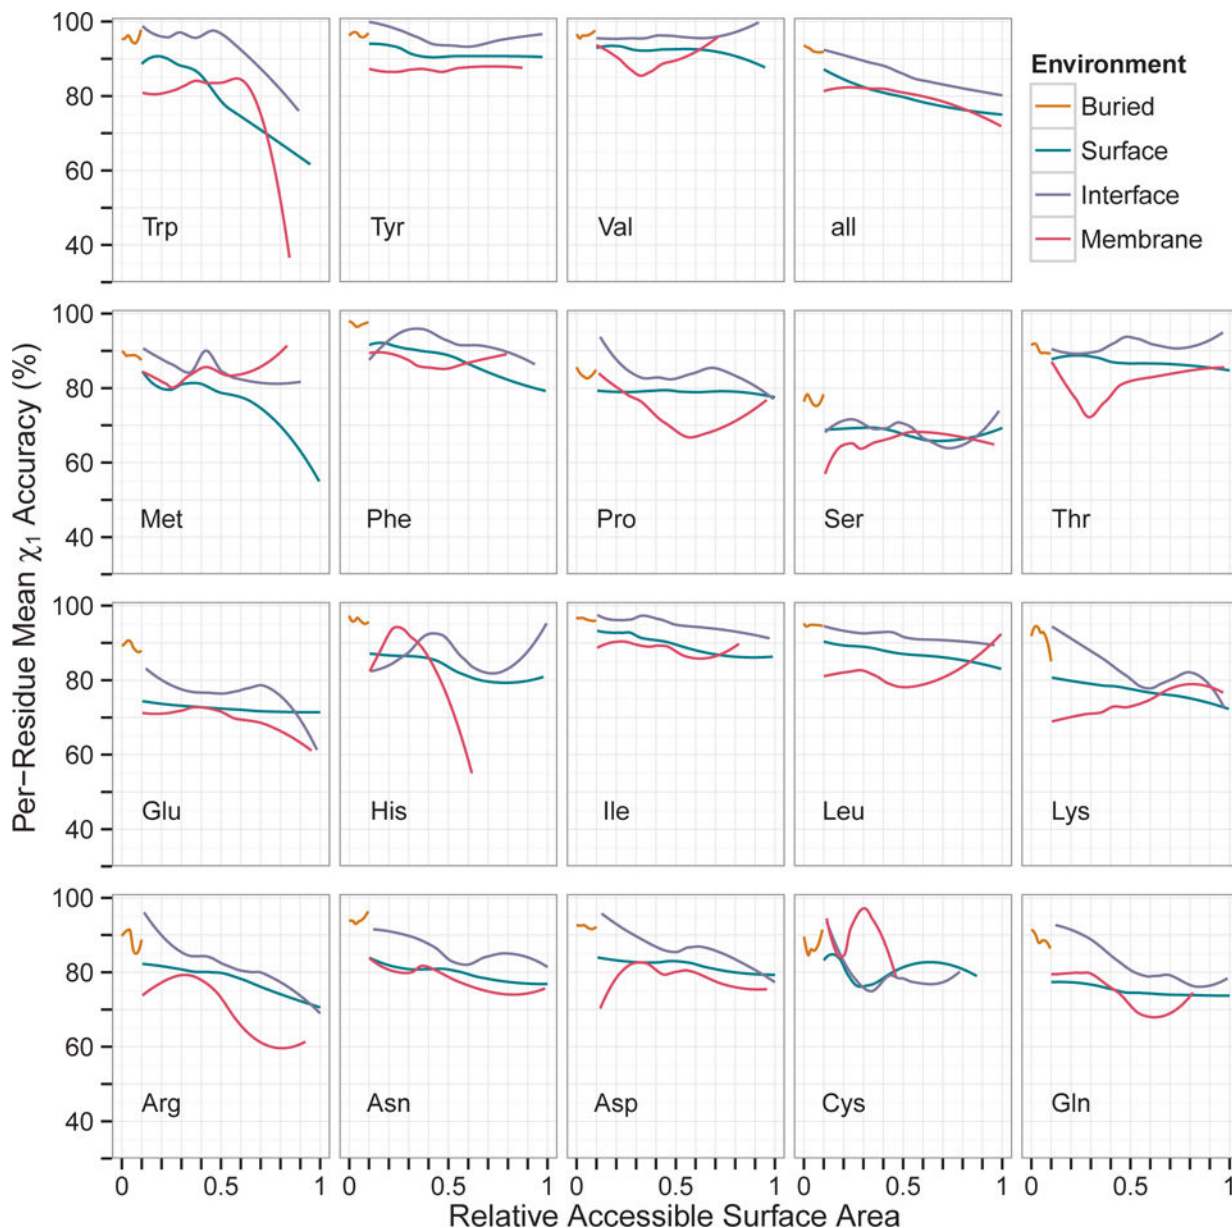 Per−Residue Mean χ1 Accuracy (%)
100
80
60
40
Trp
Tyr
Val
all
Environment
Buried
Surface
Interface
Membrane
100
80
60
40
Met
Phe
Pro
Ser
Thr
100
80
60
40
Glu
His
Ile
Leu
Lys
100
80
60
40
Arg
Asn
Asp
Cys
Gln
0 0.5 1 0 0.5 1 0 0.5 1 0 0.5 1 0 0.5 1
Relative Accessible Surface Area